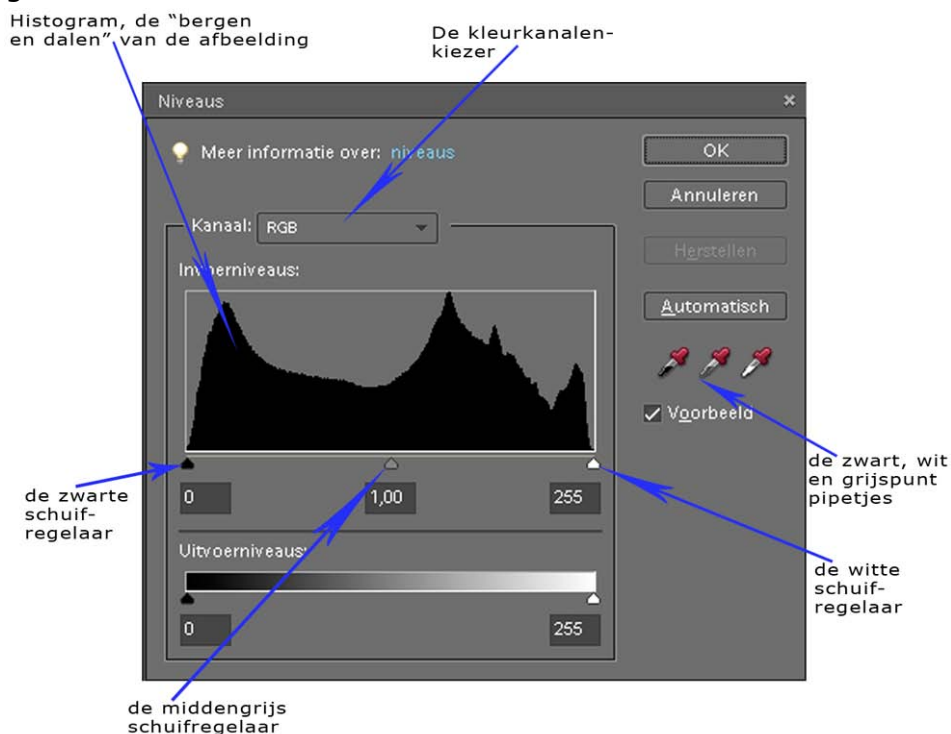 Histogram, de “bergen
en dalen” van de afbeelding
De kleurkanalen-
kiezer
Niveaus
Meer informatie over: niveaus
OK
Annuleren
Kanaal: RGB
Herstellen
Invoerniveaus:
Automatisch
Voorbeeld
de zwart, wit
en grijspunt
pipetjes
de zwarte
schuif-
regelaar
0 1,00 255
Uitvoerniveaus:
de witte
schuif-
regelaar
0 255
de middengrijs
schuifregelaar